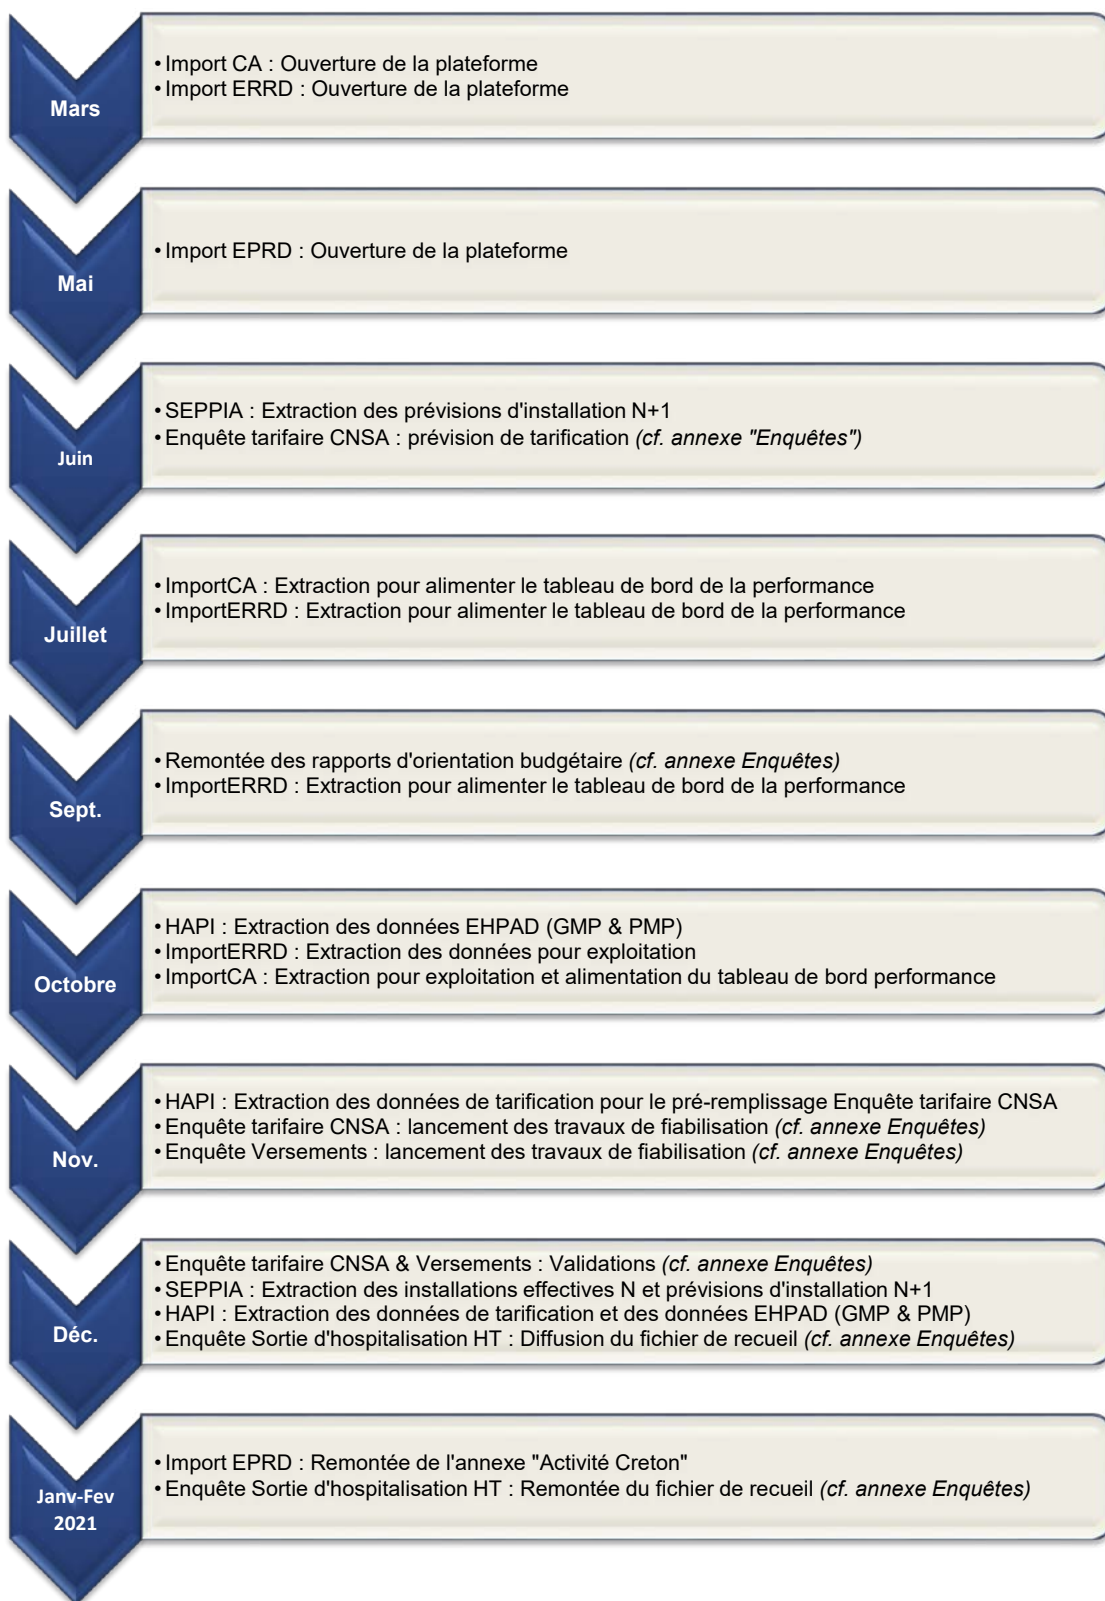 Mars
• Import CA : Ouverture de la plateforme
• Import ERRD : Ouverture de la plateforme
Mai
• Import EPRD : Ouverture de la plateforme
Juin
• SEPPIA : Extraction des prévisions d'installation N+1
• Enquête tarifaire CNSA : prévision de tarification (cf. annexe "Enquêtes")
Juillet
• ImportCA : Extraction pour alimenter le tableau de bord de la performance
• ImportERRD : Extraction pour alimenter le tableau de bord de la performance
Sept.
• Remontée des rapports d'orientation budgétaire (cf. annexe Enquêtes)
• ImportERRD : Extraction pour alimenter le tableau de bord de la performance
Octobre
• HAPI : Extraction des données EHPAD (GMP & PMP)
• ImportERRD : Extraction des données pour exploitation
• ImportCA : Extraction pour exploitation et alimentation du tableau de bord performance
Nov.
• HAPI : Extraction des données de tarification pour le pré-remplissage Enquête tarifaire CNSA
• Enquête tarifaire CNSA : lancement des travaux de fiabilisation (cf. annexe Enquêtes)
• Enquête Versements : lancement des travaux de fiabilisation (cf. annexe Enquêtes)
Déc.
• Enquête tarifaire CNSA & Versements : Validations (cf. annexe Enquêtes)
• SEPPIA : Extraction des installations effectives N et prévisions d'installation N+1
• HAPI : Extraction des données de tarification et des données EHPAD (GMP & PMP)
• Enquête Sortie d'hospitalisation HT : Diffusion du fichier de recueil (cf. annexe Enquêtes)
Janv-Fev
2021
• Import EPRD : Remontée de l'annexe "Activité Creton"
• Enquête Sortie d'hospitalisation HT : Remontée du fichier de recueil (cf. annexe Enquêtes)